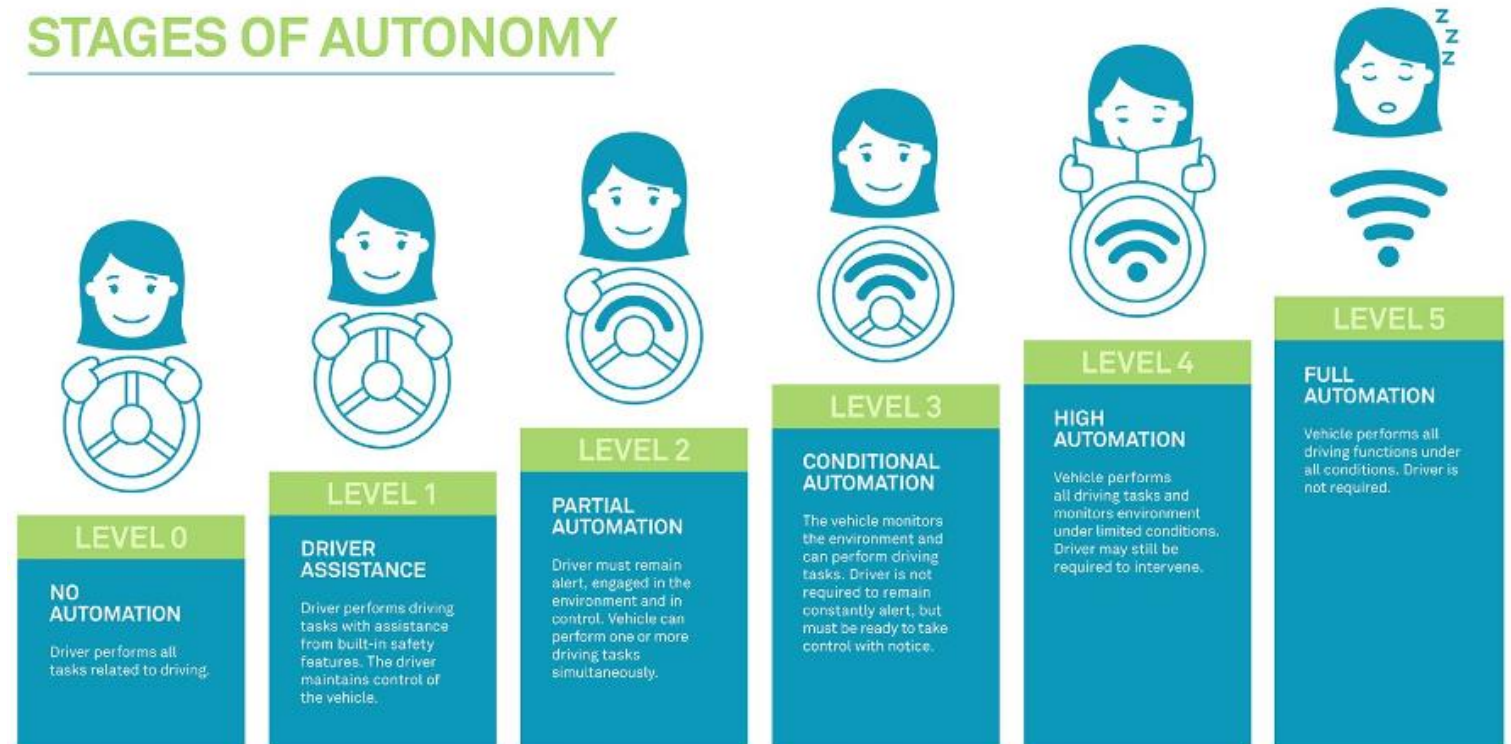 STAGES OF AUTONOMY
LEVEL 0
NO
AUTOMATION
Driver performs all
tasks related to driving.
LEVEL 1
DRIVER
ASSISTANCE
Driver performs driving
tasks with assistance
from built-in safety
features. The driver
maintains control of
the vehicle.
LEVEL 2
PARTIAL
AUTOMATION
Driver must remain
alert, engaged in the
environment and in
control. Vehicle can
perform one or more
driving tasks
simultaneously.
LEVEL 3
CONDITIONAL
AUTOMATION
The vehicle monitors
the environment and
can perform driving
tasks. Driver is not
required to remain
constantly alert, but
must be ready to take
control with notice.
LEVEL 4
HIGH
AUTOMATION
Vehicle performs
all driving tasks and
monitors environment
under limited conditions.
Driver may still be
required to intervene.
Z
Z
Z
LEVEL 5
FULL
AUTOMATION
Vehicle performs all
driving functions under
all conditions. Driver is
not required.